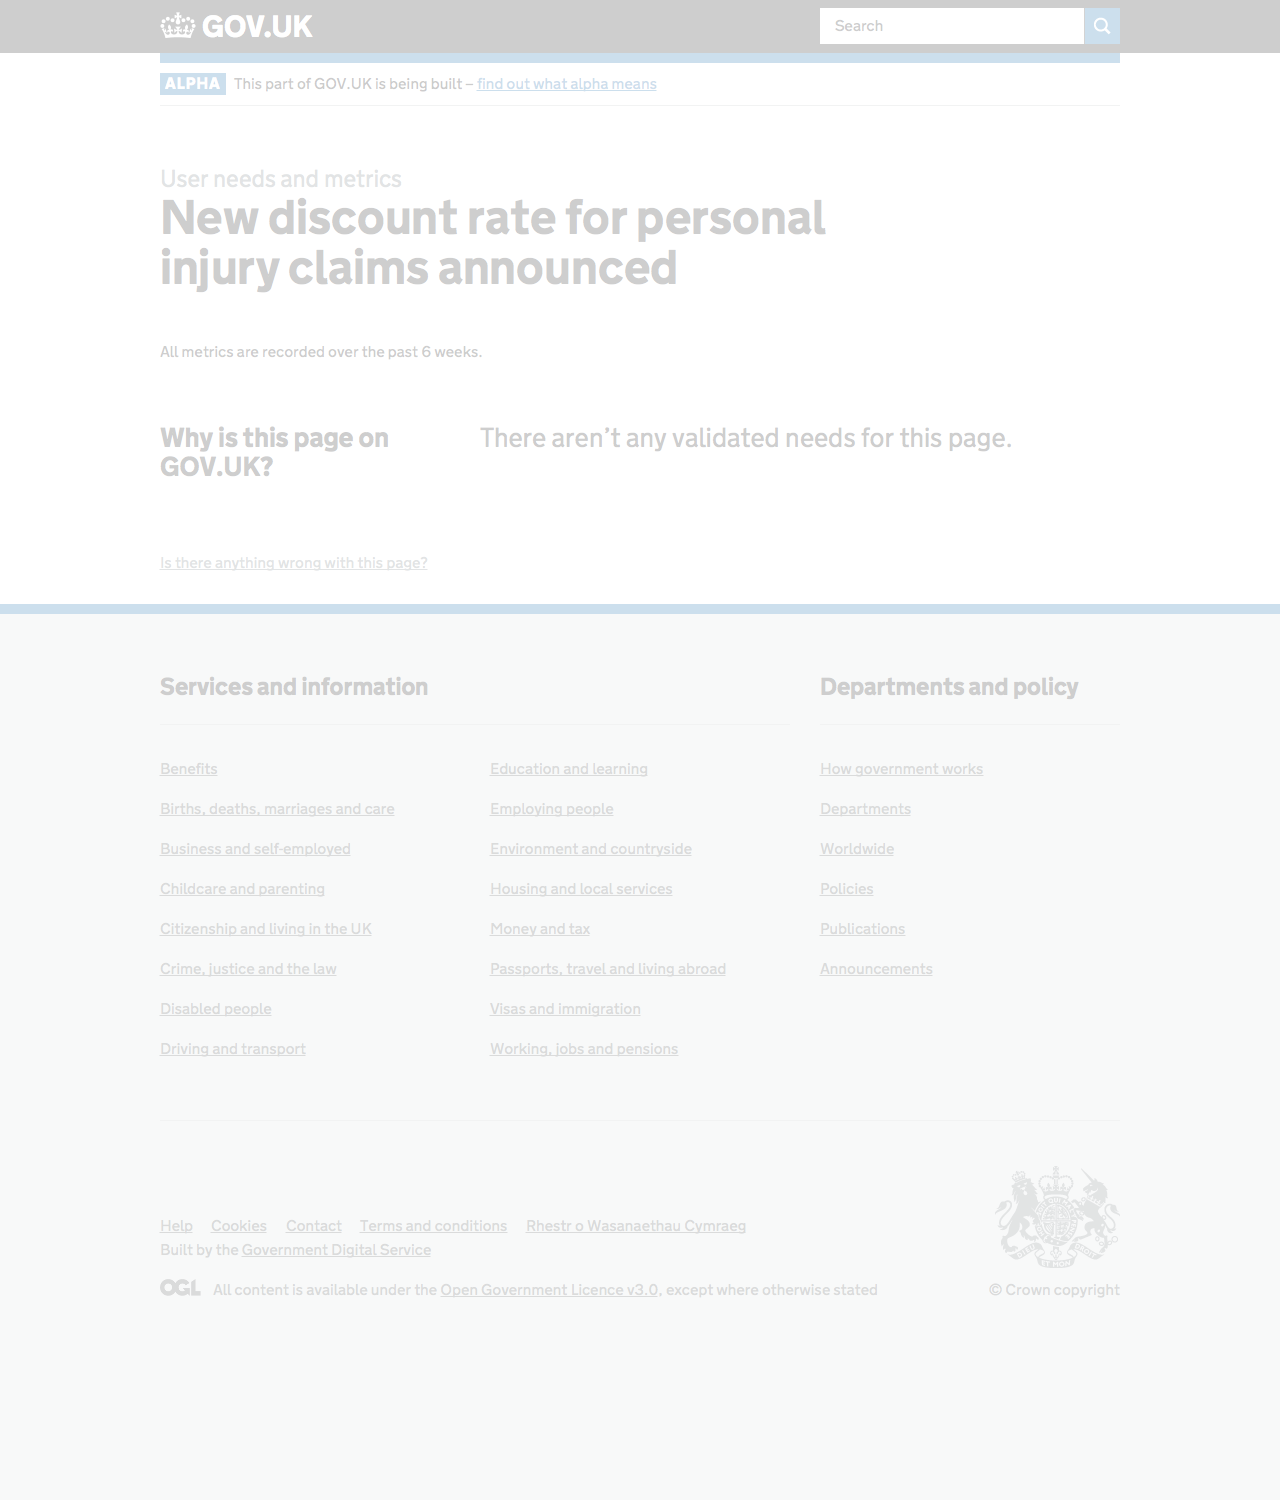 GOV.UK
Search
ALPHA This part of GOV.UK is being built – find out what alpha means
User needs and metrics
New discount rate for personal
injury claims announced
All metrics are recorded over the past 6 weeks.
Why is this page on
GOV.UK?
There aren’t any validated needs for this page.
Is there anything wrong with this page?
Services and information
Benefits
Births, deaths, marriages and care
Business and self-employed
Childcare and parenting
Citizenship and living in the UK
Crime, justice and the law
Disabled people
Driving and transport
Education and learning
Employing people
Environment and countryside
Housing and local services
Money and tax
Passports, travel and living abroad
Visas and immigration
Working, jobs and pensions
Departments and policy
How government works
Departments
Worldwide
Policies
Publications
Announcements
Help Cookies Contact Terms and conditions Rhestr o Wasanaethau Cymraeg
Built by the Government Digital Service
OGL All content is available under the Open Government Licence v3.0, except where otherwise stated
© Crown copyright